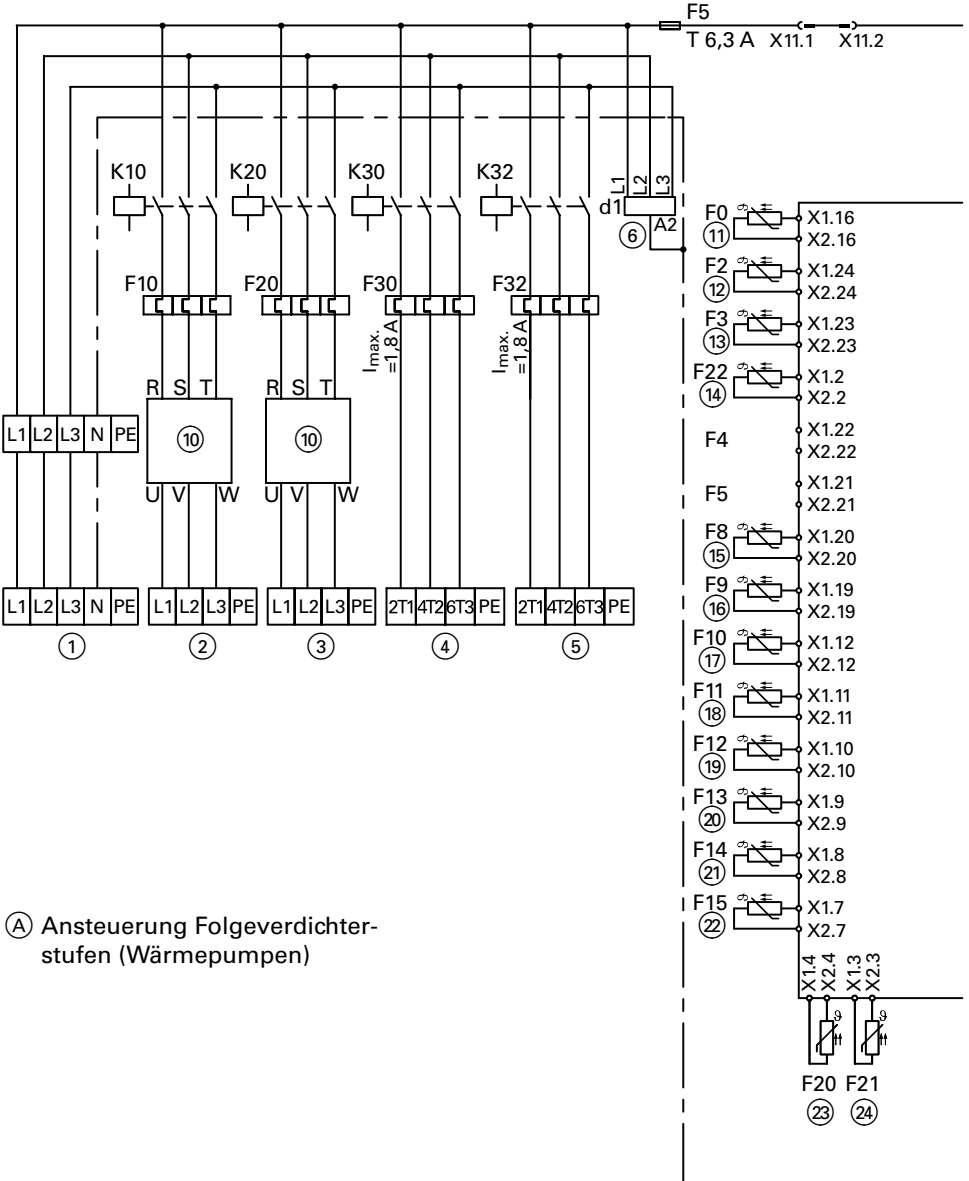 F5
T 6,3 A X11.1 X11.2
K10 K20 K30 K32
L1 L2 L3
d1 A2
6
F10 F20 F30 F32
Imax. =1,8 A
Imax. =1,8 A
R S T R S T
L1 L2 L3 N PE
10 10
U V W U V W
L1 L2 L3 N PE
L1 L2 L3 PE
L1 L2 L3 PE
2T1 4T2 6T3 PE
2T1 4T2 6T3 PE
1 2 3 4 5
F0 X1.16
11 X2.16
F2 X1.24
12 X2.24
F3 X1.23
13 X2.23
F22 X1.2
14 X2.2
F4 X1.22
X2.22
F5 X1.21
X2.21
F8 X1.20
15 X2.20
F9 X1.19
16 X2.19
F10 X1.12
17 X2.12
F11 X1.11
18 X2.11
F12 X1.10
19 X2.10
F13 X1.9
20 X2.9
F14 X1.8
21 X2.8
F15 X1.7
22 X2.7
X1.4 X2.4 X1.3 X2.3
ϑ ϑ
F20 F21
23 24
A Ansteuerung Folgeverdichter-
stufen (Wärmepumpen)